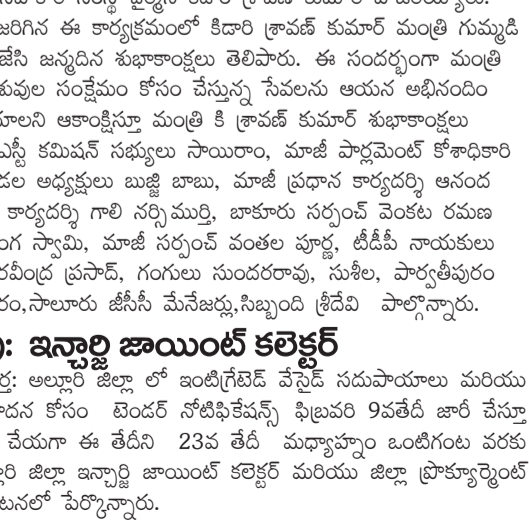 జరిగిన ఈ కార్యక్రమంలో కిడారి శ్రావణ్ కుమార్ మంత్రి గుమ్మడి
జేసి జన్మదిన శుభాకాంక్షలు తెలిపారు. ఈ సందర్భంగా మంత్రి
శువుల సంక్షేమం కోసం చేస్తున్న సేవలను ఆయన అభినందిం
యాలని ఆకాంక్షిస్తూ మంత్రి కి శ్రావణ్ కుమార్ శుభాకాంక్షలు
ఎస్టీ కమిషన్ సభ్యులు సాయిరాం, మాజీ పార్లమెంట్ కోశాధికారి
డల అధ్యక్షులు బుజ్జి బాబు, మాజీ ప్రధాన కార్యదర్శి ఆనంద
కార్యదర్శి గాలి నర్సిమూర్తి, బాకూరు సర్పంచ్ వెంకట రమణ
ంగ స్వామి, మాజీ సర్పంచ్ వంతల పూర్ణ, టీడీపీ నాయకులు
రవీంద్ర ప్రసాద్, గంగులు సుందరరావు, సుశీల, పార్వతీపురం
రం,సాలూరు జీసీసీ మేనేజర్లు,సిబ్బంది శ్రీదేవి పాల్గొన్నారు.
: ఇన్చార్జి జాయింట్ కలెక్టర్
ర్త: అల్లూరి జిల్లా లో ఇంటిగ్రేటెడ్ వేసైడ్ సదుపాయాలు మరియు
ాదన కోసం టెండర్ నోటిఫికేషన్స్ ఫిబ్రవరి 9వతేదీ జారీ చేస్తూ
చేయగా ఈ తేదీని 23వ తేదీ మధ్యాహ్నం ఒంటిగంట వరకు
రి జిల్లా ఇన్చార్జి జాయింట్ కలెక్టర్ మరియు జిల్లా ప్రొక్యూర్మెంట్
టనలో పేర్కొన్నారు.